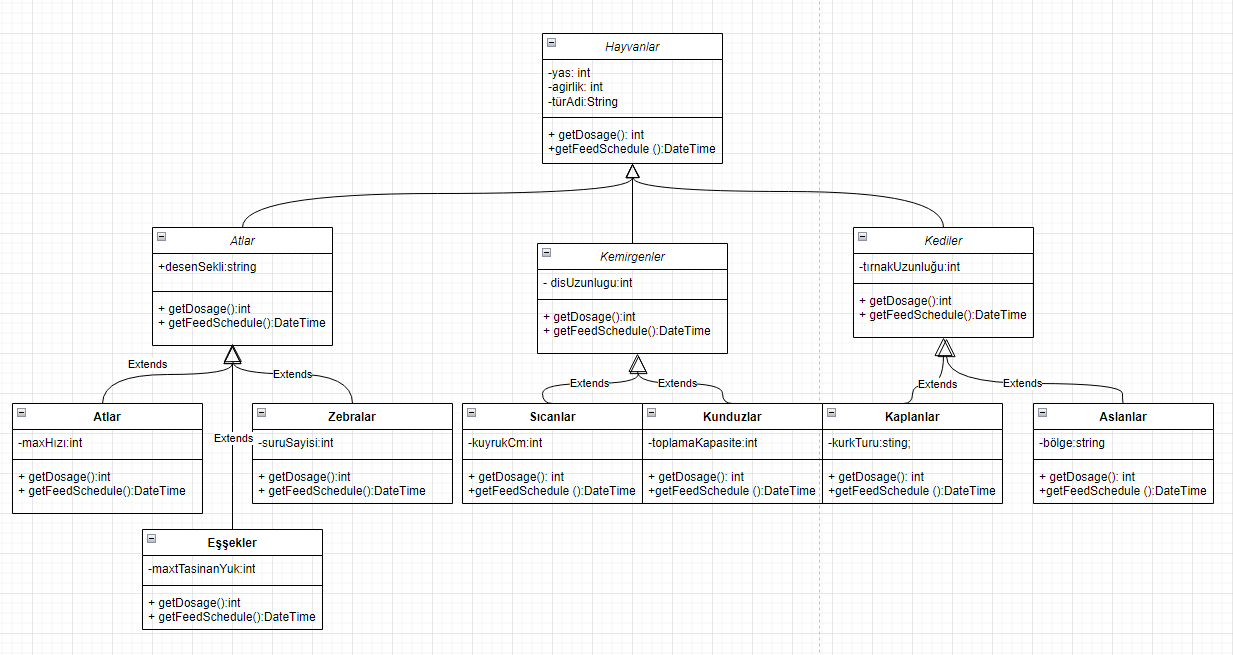 Hayvanlar
-yas: int
-agirlik: int
-türAdi:String
+ getDosage(): int
+getFeedSchedule ():DateTime
Atlar
+desenSekli:string
+ getDosage():int
+ getFeedSchedule():DateTime
Kemirgenler
- disUzunlugu:int
+ getDosage():int
+ getFeedSchedule():DateTime
Kediler
-tırnakUzunluğu:int
+ getDosage():int
+ getFeedSchedule():DateTime
Extends
Extends
Extends
Extends
Extends
Extends
Extends
Atlar
-maxHızı:int
+ getDosage():int
+ getFeedSchedule():DateTime
Zebralar
-suruSayisi:int
+ getDosage():int
+ getFeedSchedule():DateTime
Sıcanlar
-kuyrukCm:int
+ getDosage(): int
+getFeedSchedule ():DateTime
Kunduzlar
-toplamaKapasite:int
+ getDosage(): int
+getFeedSchedule ():DateTime
Kaplanlar
-kurkTuru:sting;
+ getDosage(): int
+getFeedSchedule ():DateTime
Aslanlar
-bölge:string
+ getDosage(): int
+getFeedSchedule ():DateTime
Eşşekler
-maxtTasinanYuk:int
+ getDosage():int
+ getFeedSchedule():DateTime